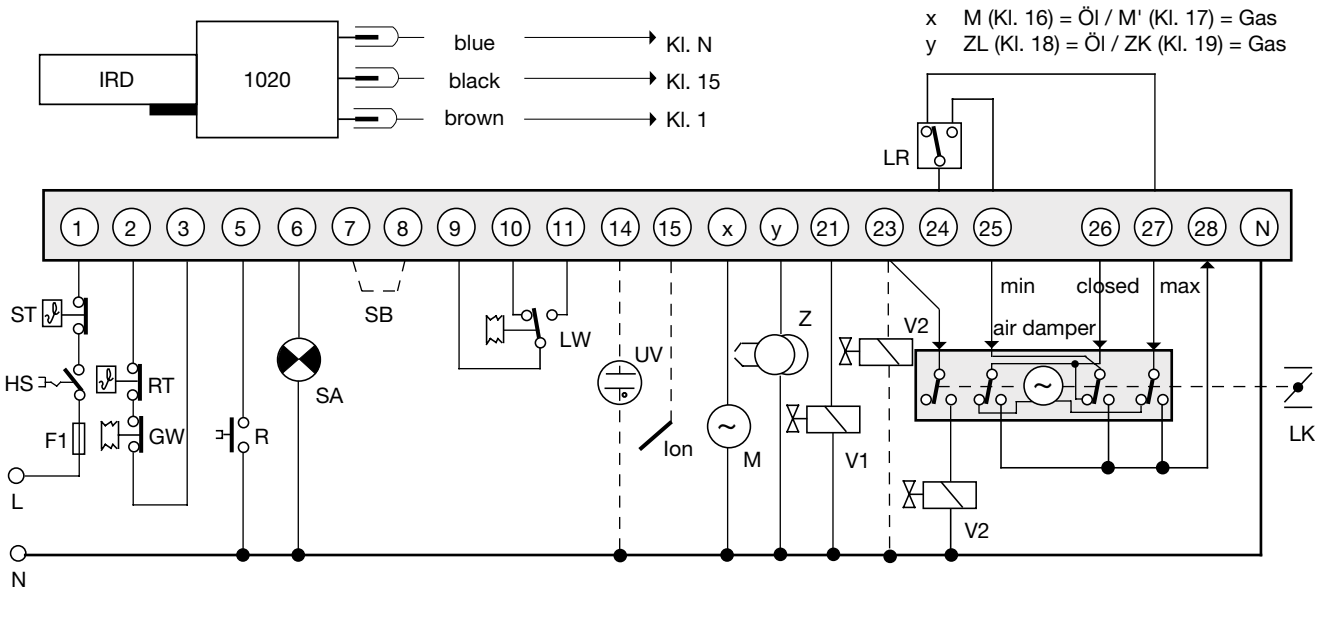 x M (Kl. 16) = Öl / M' (Kl. 17) = Gas
y ZL (Kl. 18) = Öl / ZK (Kl. 19) = Gas
IRD
1020
blue
Kl. N
black
Kl. 15
brown
Kl. 1
LR
1 2 3 5 6 7 8 9 10 11 14 15 x y 21 23 24 25 26 27 28 N
min closed max
air damper
ST
SB
LW
UV
Z
V2
HS
RT
SA
F1
GW
R
Ion
M
V1
LK
L
V2
N